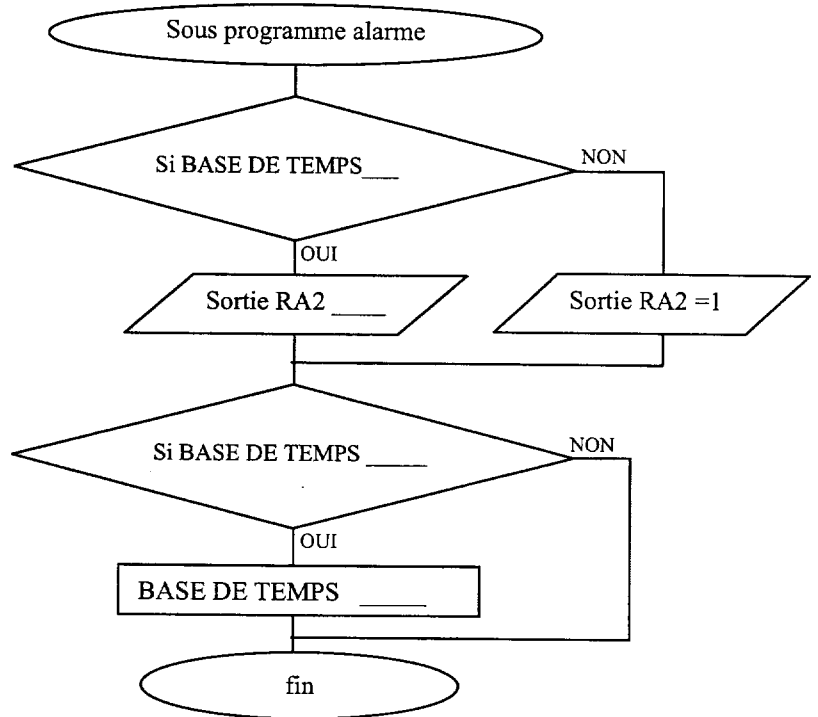 Sous programme alarme
Si BASE DE TEMPS___
NON
OUI
Sortie RA2 ____
Sortie RA2 =1
Si BASE DE TEMPS ____
NON
OUI
BASE DE TEMPS ____
fin